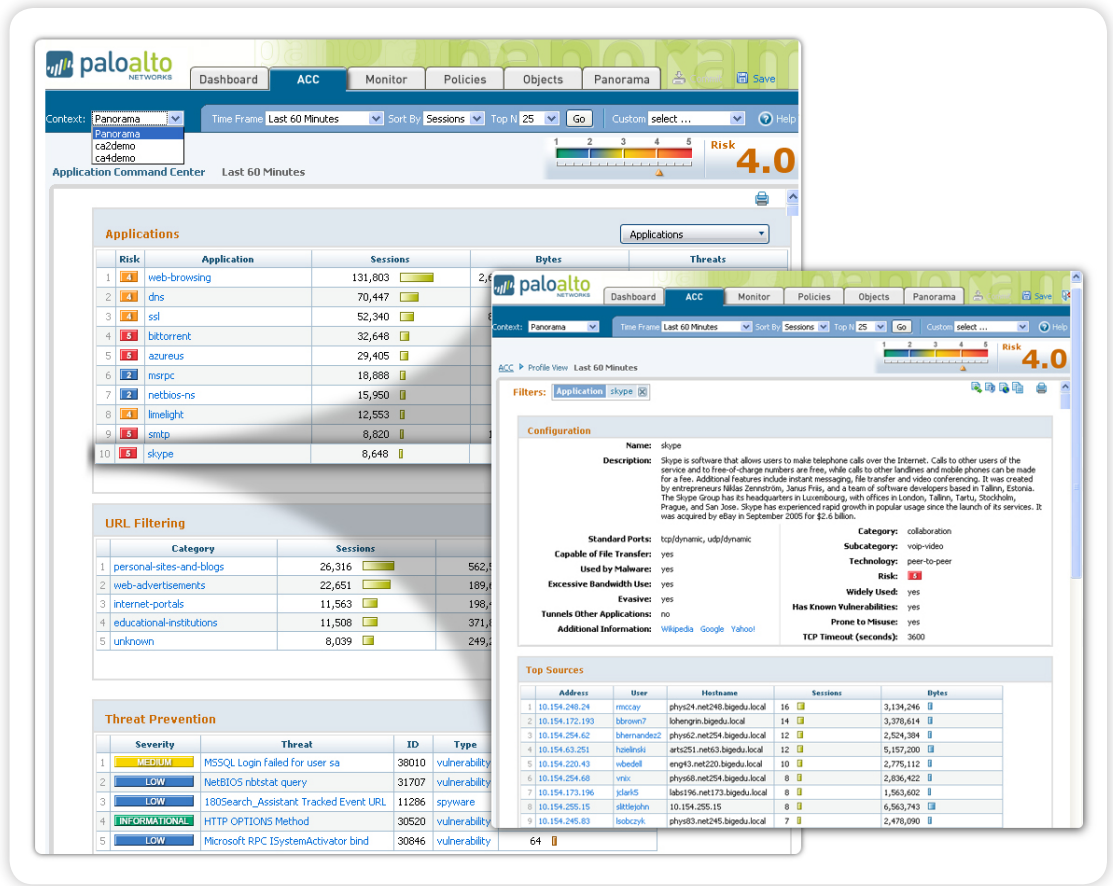 paloalto
NETWORKS
Dashboard ACC Monitor Policies Objects Panorama Save
Context: Panorama Time Frame Last 60 Minutes Sort By Sessions Top N 25 Go Custom select ... Help
Panorama
ca2demo
ca4demo
1 2 3 4 5 Risk 4.0
Application Command Center Last 60 Minutes
Applications Applications
Risk Application Sessions Bytes Threats
1 4 web-browsing 131,803
2 4 dns 70,447
3 4 ssl 52,340
4 5 bittorrent 32,648
5 5 azureus 29,405
6 2 msrpc 18,888
7 2 netbios-ns 15,950
8 4 limelight 12,553
9 5 smtp 8,820
10 5 skype 8,648
URL Filtering
Category Sessions
1 personal-sites-and-blogs 26,316
2 web-advertisements 22,651
3 internet-portals 11,563
4 educational-institutions 11,508
5 unknown 8,039
Threat Prevention
Severity Threat ID Type
1 MEDIUM MSSQL Login failed for user sa 38010 vulnerability
2 LOW NetBIOS nbtstat query 31707 vulnerability
3 LOW 180Search_Assistant Tracked Event URL 11286 spyware
4 INFORMATIONAL HTTP OPTIONS Method 30520 vulnerability
5 LOW Microsoft RPC ISystemActivator bind 30846 vulnerability 64
paloalto
NETWORKS
Dashboard ACC Monitor Policies Objects Panorama Save
Context: Panorama Time Frame Last 60 Minutes Sort By Sessions Top N 25 Go Custom select ... Help
1 2 3 4 5 Risk 4.0
ACC Profile View Last 60 Minutes
Filters: Application skype
Configuration
Name: skype
Description: Skype is software that allows users to make telephone calls over the Internet. Calls to other users of the
service and to free-of-charge numbers are free, while calls to other landlines and mobile phones can be made
for a fee. Additional features include instant messaging, file transfer and video conferencing. It was created
by entrepreneurs Niklas Zennström, Janus Friis, and a team of software developers based in Tallinn, Estonia.
The Skype Group has its headquarters in Luxembourg, with offices in London, Tallinn, Tartu, Stockholm,
Prague, and San Jose. Skype has experienced rapid growth in popular usage since the launch of its services. It
was acquired by eBay in September 2005 for $2.6 billion.
Standard Ports: tcp/dynamic, udp/dynamic
Capable of File Transfer: yes
Used by Malware: yes
Excessive Bandwidth Use: yes
Evasive: yes
Tunnels Other Applications: no
Additional Information: Wikipedia Google Yahoo!
Category: collaboration
Subcategory: voip-video
Technology: peer-to-peer
Risk: 5
Widely Used: yes
Has Known Vulnerabilities: yes
Prone to Misuse: yes
TCP Timeout (seconds): 3600
Top Sources
Address User Hostname Sessions Bytes
1 10.154.248.24 rmccay phys24.net248.bigedu.local 16 3,134,246
2 10.154.172.193 bbrown7 lohengrin.bigedu.local 14 3,378,614
3 10.154.254.62 bhernandez2 phys62.net254.bigedu.local 12 2,524,384
4 10.154.63.251 hzielinski arts251.net63.bigedu.local 12 5,157,200
5 10.154.220.43 wbedell eng43.net220.bigedu.local 10 2,775,112
6 10.154.254.68 vnix phys68.net254.bigedu.local 8 2,836,422
7 10.154.173.196 jclark5 labs196.net173.bigedu.local 8 1,563,602
8 10.154.255.15 slittlejohn 10.154.255.15 8 6,563,743
9 10.154.245.83 lsobczyk phys83.net245.bigedu.local 7 2,478,090